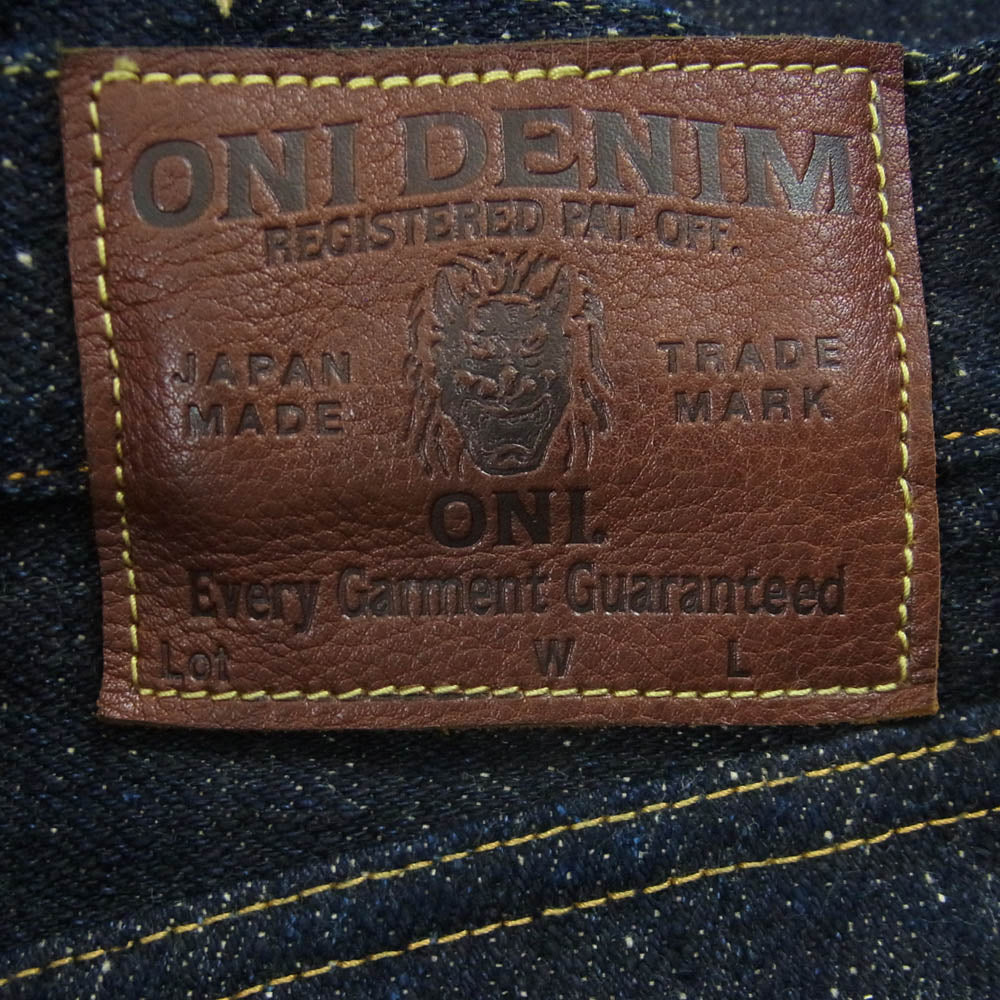 ONI DENIM
REGISTERED PAT. OFF.
JAPAN MADE
TRADE MARK
ONI.
Every Garment Guaranteed
Lot W L